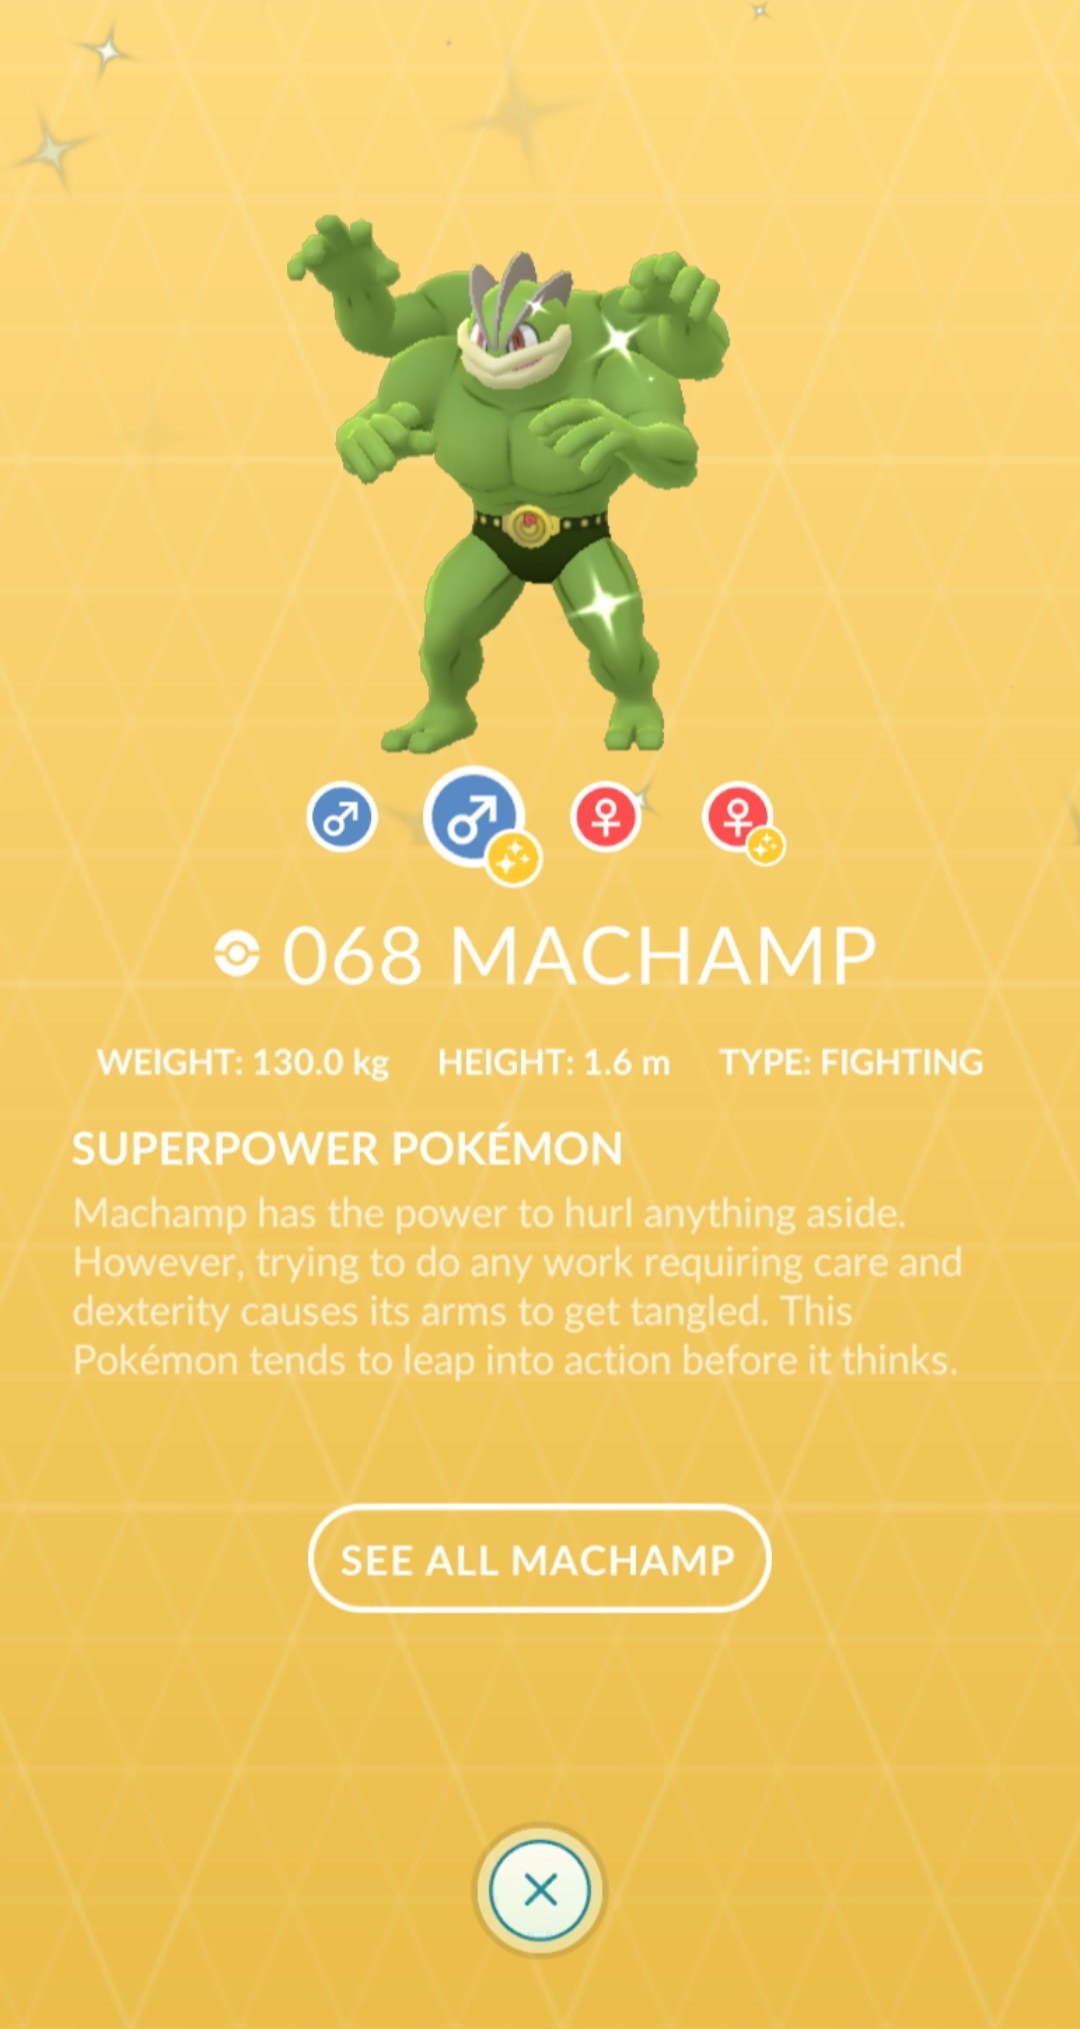 068 MACHAMP
WEIGHT: 130.0 kg HEIGHT: 1.6 m TYPE: FIGHTING
SUPERPOWER POKÉMON
Machamp has the power to hurl anything aside.
However, trying to do any work requiring care and
dexterity causes its arms to get tangled. This
Pokémon tends to leap into action before it thinks.
SEE ALL MACHAMP